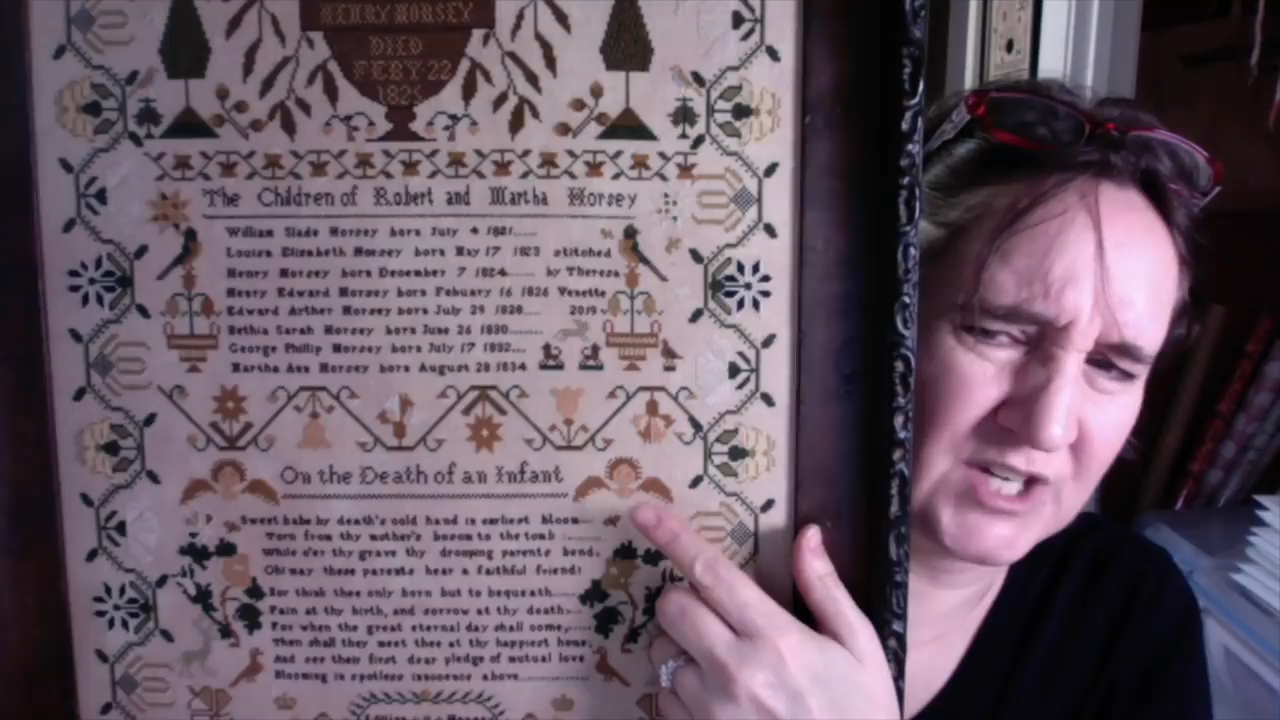 HENRY HORSEY
DIED
FEBY·22
1825
The Children of Robert and Martha Horsey
William Slade Horsey born July 4 1821......
Louisa Elizabeth Horsey born May 17 1823 stitched
Henry Horsey born December 7 1824...... by Theresa
Henry Edward Horsey born Febuary 16 1826 Venette
Edward Arther Horsey born July 29 1828.... 2019
Bethia Sarah Horsey born June 26 1830........
George Phillip Horsey born July 17 1832....
Martha Ann Horsey born August 28 1834
On the Death of an Infant
Sweet babe by death's cold hand in earliest bloom....
Torn from thy mother's bosom to the tomb ........
While o'er thy grave thy drooping parents bend.
Oh! may these parents hear a faithful friend!
Nor think thee only born but to bequeath.....
Pain at thy birth, and sorrow at thy death...
For when the great eternal day shall come,.....
Then shall they meet thee at thy happiest home,
And see their first dear pledge of mutual love
Blooming in spotless innocence above..............